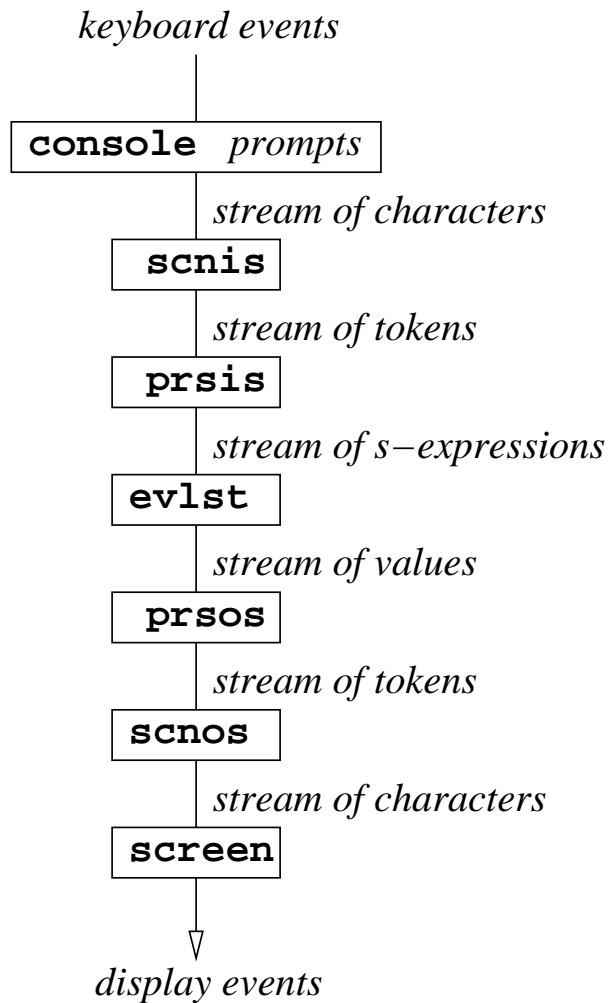 keyboard events
console prompts
stream of characters
scnis
stream of tokens
prsis
stream of s−expressions
evlst
stream of values
prsos
stream of tokens
scnos
stream of characters
screen
display events